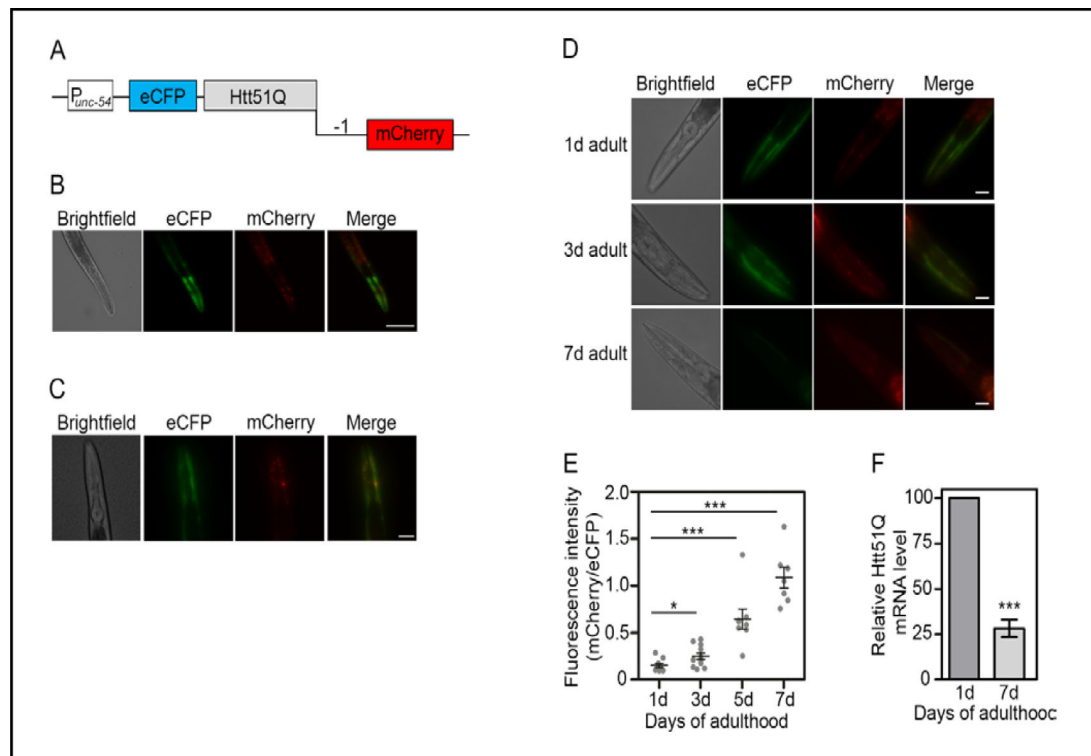 A
Punc-54 eCFP Htt51Q
-1 mCherry
B
Brightfield eCFP mCherry Merge
C
Brightfield eCFP mCherry Merge
D
Brightfield eCFP mCherry Merge
1d adult
3d adult
7d adult
E
Fluorescence intensity
(mCherry/eCFP)
2.0
1.5
1.0
0.5
0
***
***
*
1d 3d 5d 7d
Days of adulthood
F
Relative Htt51Q
mRNA level
100
75
50
25
0
***
1d 7d
Days of adulthooc